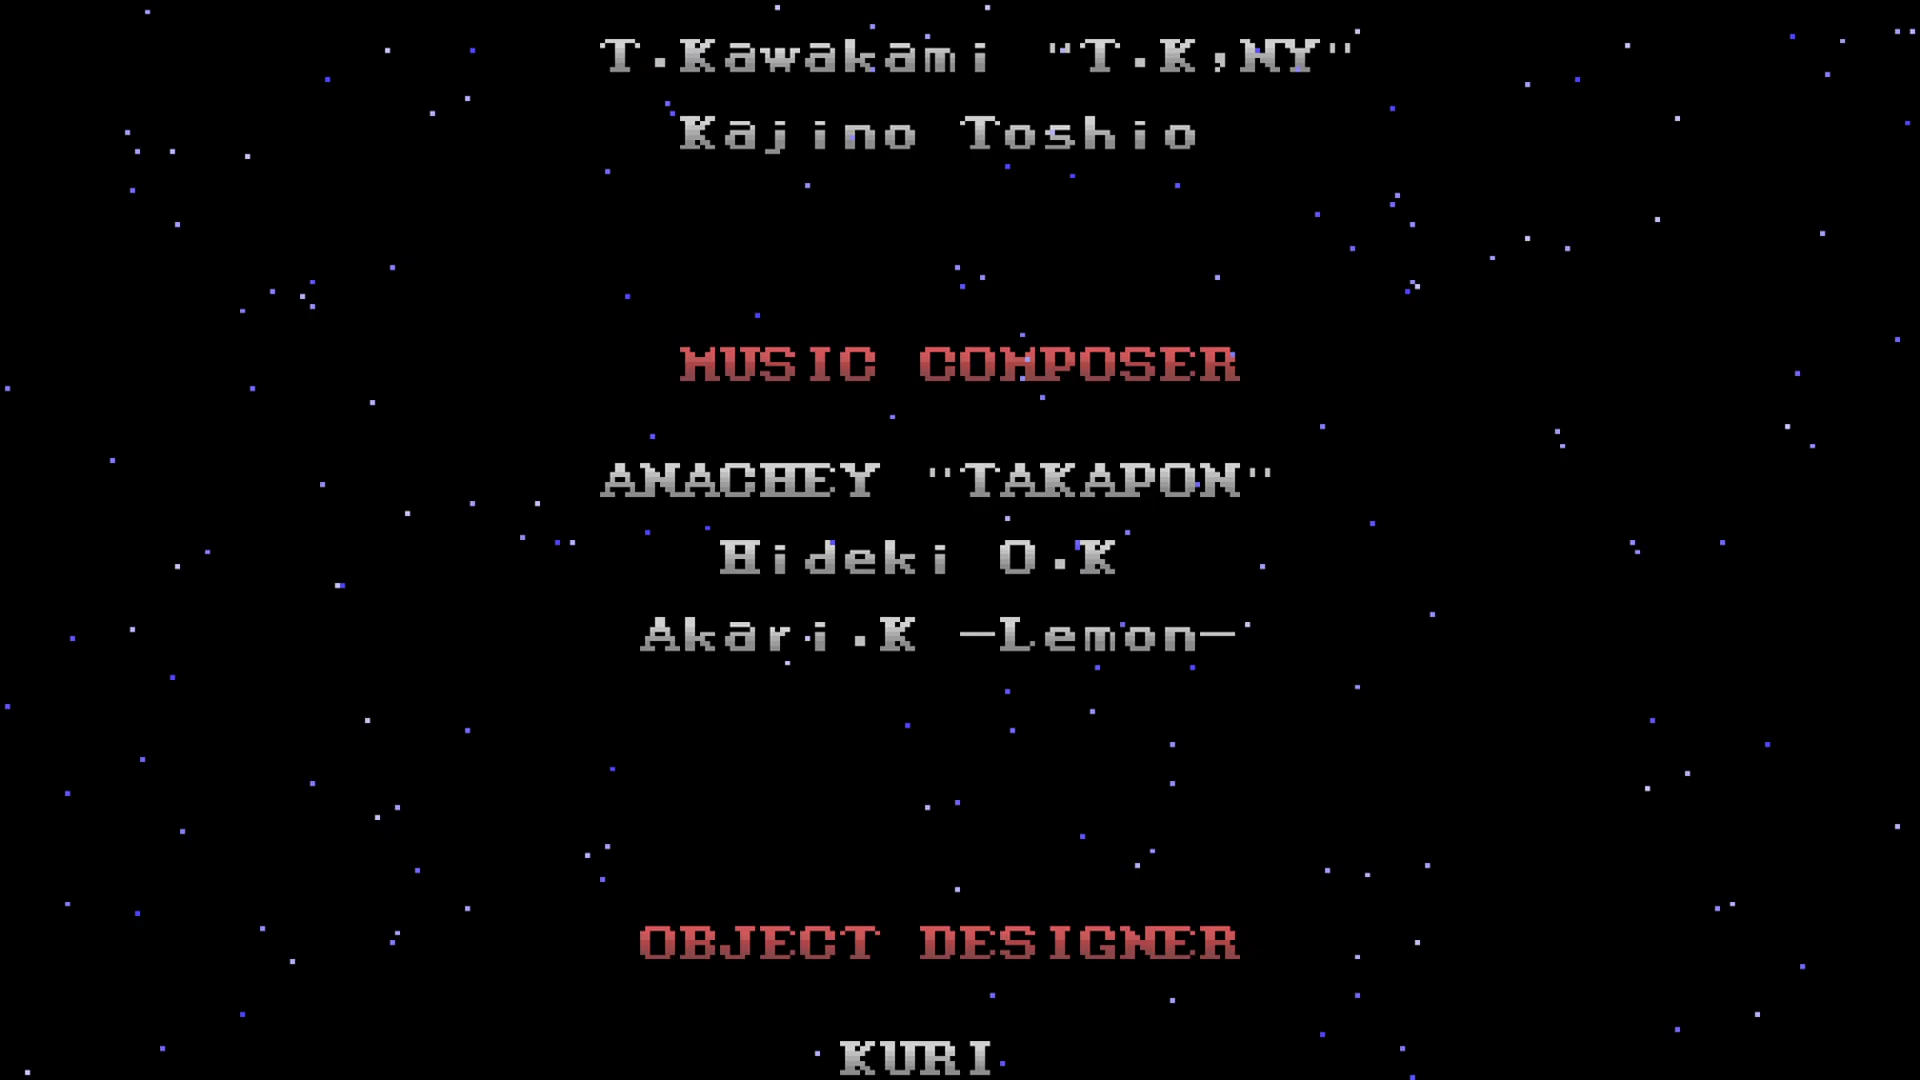 T.Kawakami "T.K,NY"
Kajino Toshio
MUSIC COMPOSER
ANACHEY "TAKAPON"
Hideki O.K
Akari.K —Lemon—
OBJECT DESIGNER
KURI